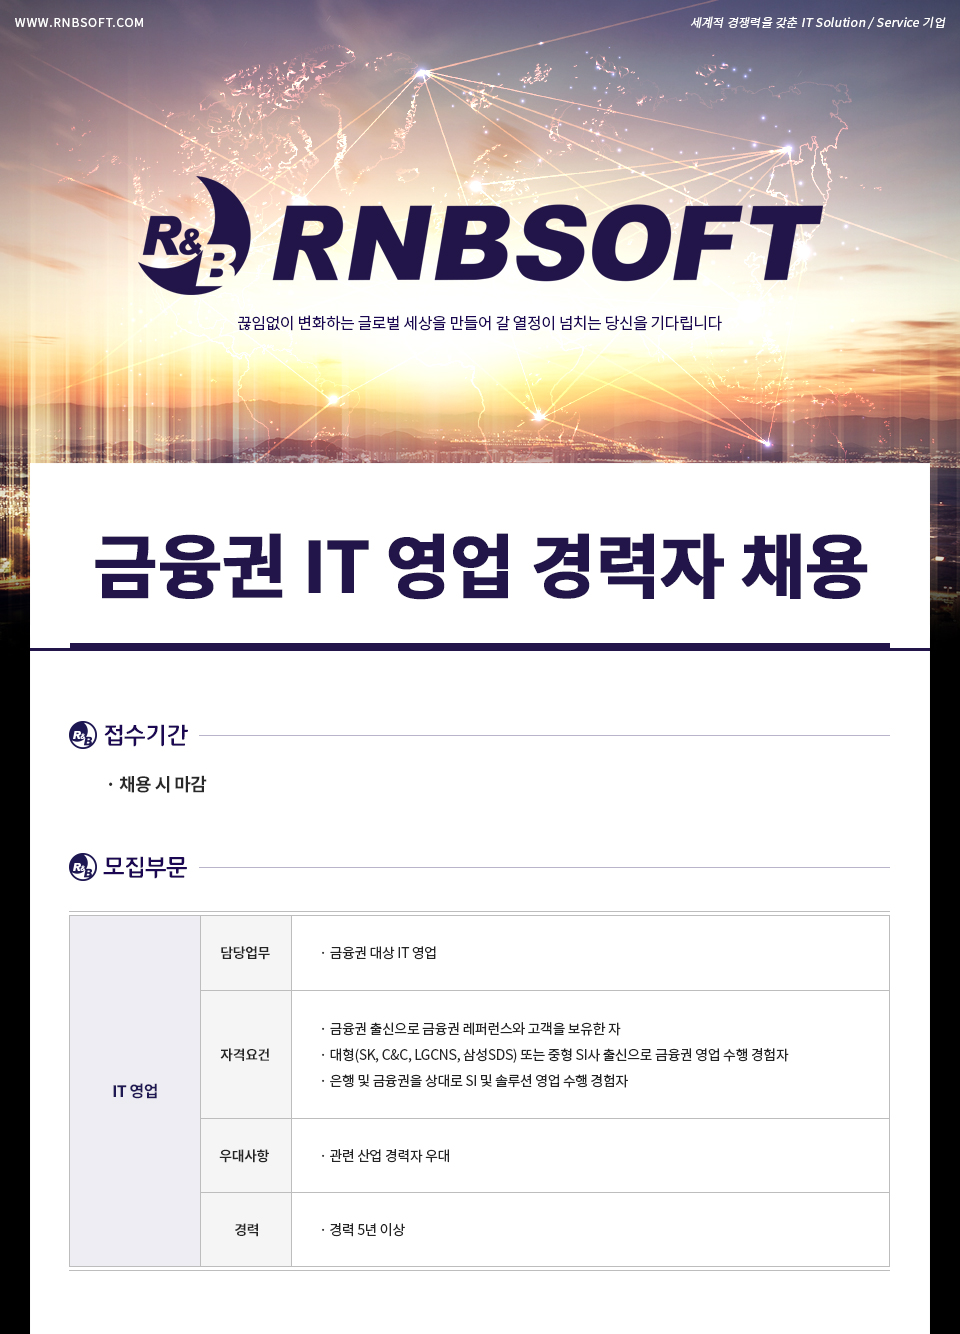 WWW.RNBSOFT.COM
세계적 경쟁력을 갖춘 IT Solution / Service 기업
R&B RNBSOFT
끊임없이 변화하는 글로벌 세상을 만들어 갈 열정이 넘치는 당신을 기다립니다
금융권 IT 영업 경력자 채용
R&B 접수기간
· 채용 시 마감
R&B 모집부문
IT 영업
담당업무
· 금융권 대상 IT 영업
자격요건
· 금융권 출신으로 금융권 레퍼런스와 고객을 보유한 자
· 대형(SK, C&C, LGCNS, 삼성SDS) 또는 중형 SI사 출신으로 금융권 영업 수행 경험자
· 은행 및 금융권을 상대로 SI 및 솔루션 영업 수행 경험자
우대사항
· 관련 산업 경력자 우대
경력
· 경력 5년 이상